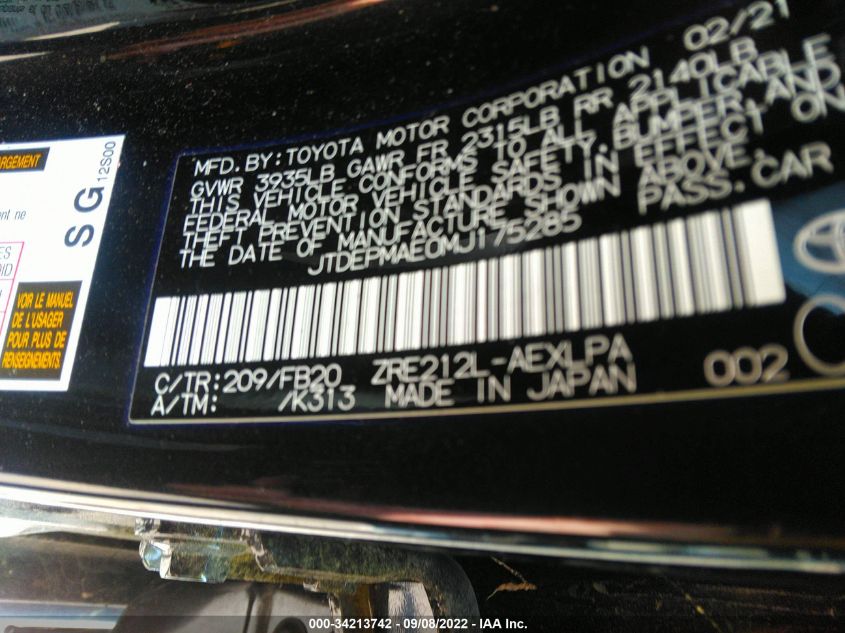 MFD.BY:TOYOTA MOTOR CORPORATION 02/21
GVWR 3935LB GAWR FR 2315LB RR 2140LB
THIS VEHICLE CONFORMS TO ALL APPLICABLE
FEDERAL MOTOR VEHICLE SAFETY, BUMPER, AND
THEFT PREVENTION STANDARDS IN EFFECT ON
THE DATE OF MANUFACTURE SHOWN ABOVE.
JTDEPMAE0MJ175285 PASS.CAR
C/TR:209/FB20 ZRE212L-AEXLPA
A/TM: /K313 MADE IN JAPAN 002
SG12S00
VOIR LE MANUEL
DE L'USAGER
POUR PLUS DE
RENSEIGNEMENTS
000-34213742 - 09/08/2022 - IAA Inc.